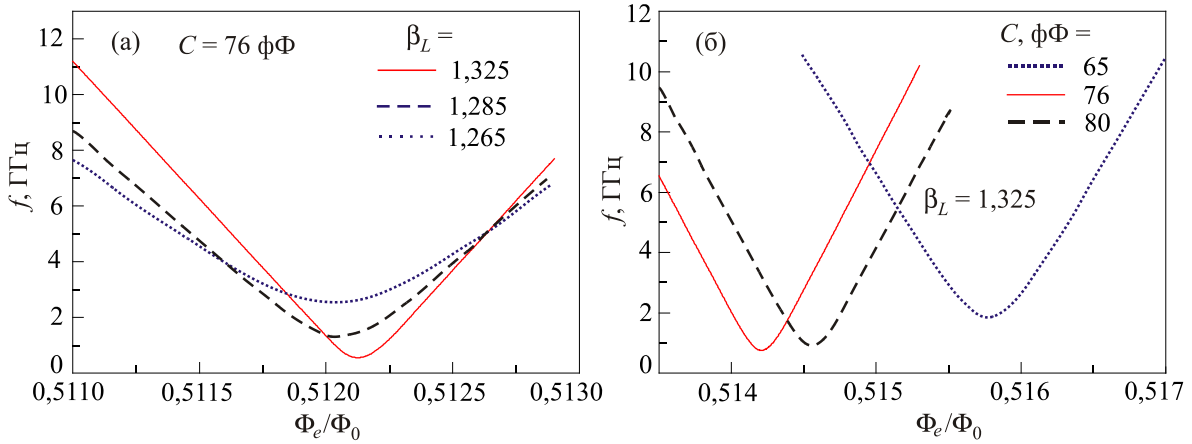 (а)
C = 76 фФ
β_L =
1,325
1,285
1,265
f, ГГц
12
10
8
6
4
2
0
0,5110 0,5115 0,5120 0,5125 0,5130
Φ_e/Φ_0
(б)
C, фФ =
65
76
80
β_L = 1,325
f, ГГц
12
10
8
6
4
2
0
0,514 0,515 0,516 0,517
Φ_e/Φ_0